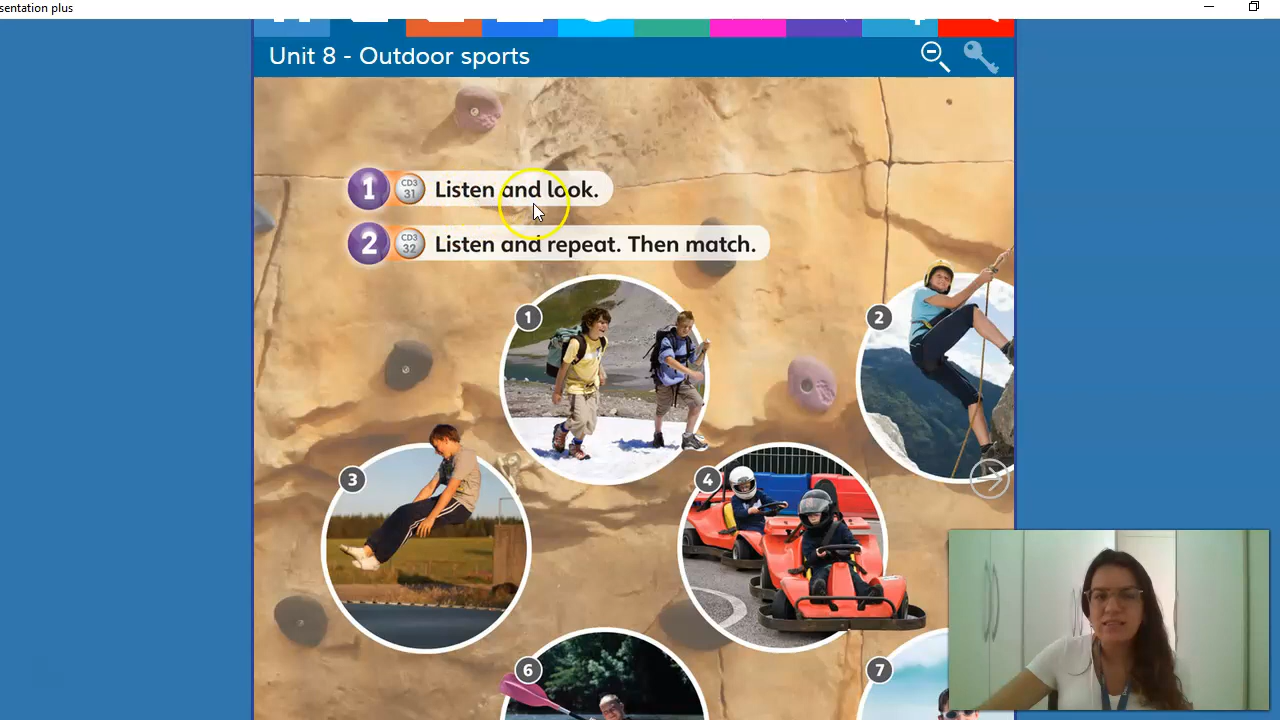 sentation plus
Unit 8 - Outdoor sports
1 CD3 31 Listen and look.
2 CD3 32 Listen and repeat. Then match.
1
2
3
4
6
7